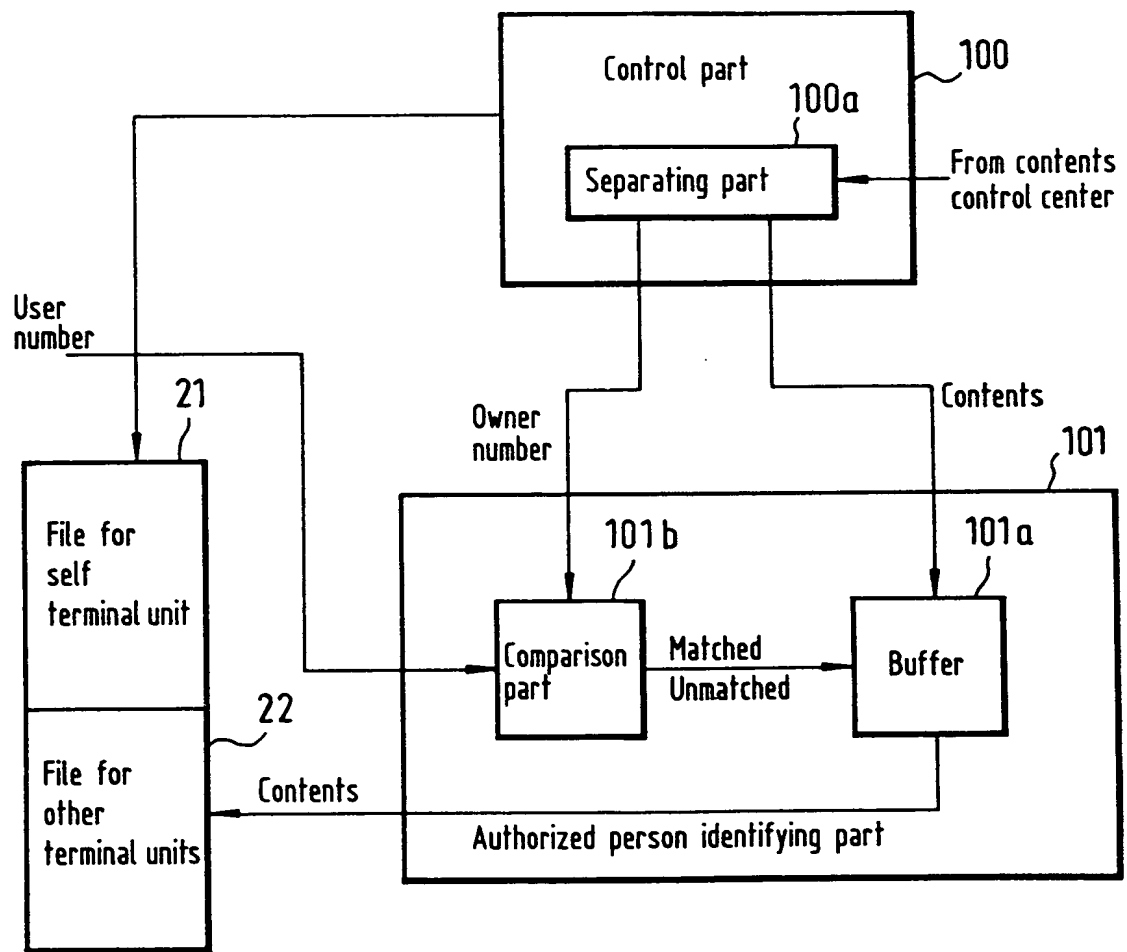 Control part
100
100a
Separating part
From contents
control center
User
number
21
Owner
number
Contents
101
File for
self
terminal unit
101b
101a
Comparison
part
Matched
Unmatched
Buffer
22
File for
other
terminal units
Contents
Authorized person identifying part